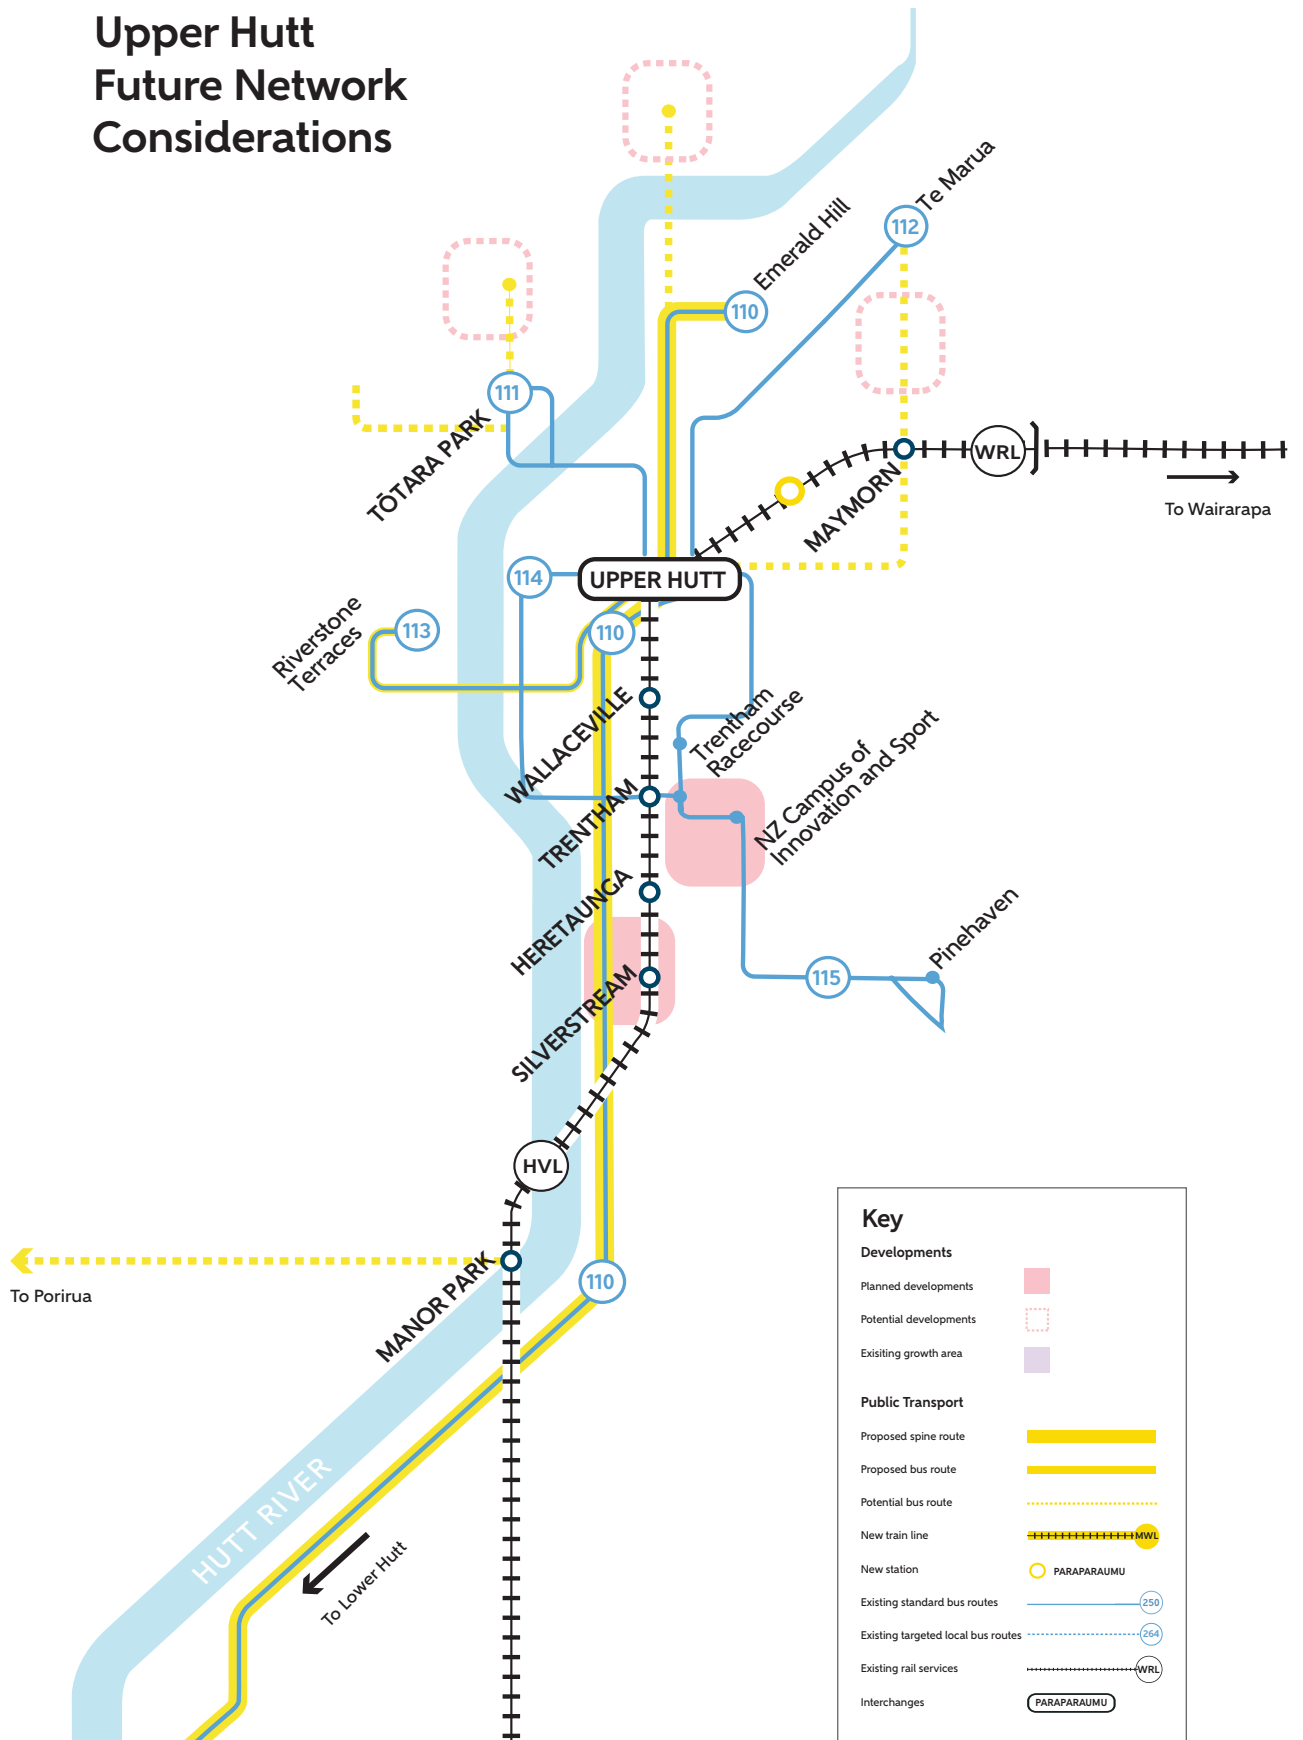 Upper Hutt
Future Network
Considerations
Te Marua
112
Emerald Hill
110
111
TŌTARA PARK
WRL
MAYMORN
To Wairarapa
UPPER HUTT
114
113
110
Riverstone
Terraces
WALLACEVILLE
Trentham
Racecourse
TRENTHAM
NZ Campus of
Innovation and Sport
HERETAUNGA
SILVERSTREAM
115
Pinehaven
HVL
MANOR PARK
To Porirua
110
HUTT RIVER
To Lower Hutt
Key
Developments
Planned developments
Potential developments
Exisiting growth area
Public Transport
Proposed spine route
Proposed bus route
Potential bus route
New train line MWL
New station PARAPARAUMU
Existing standard bus routes 250
Existing targeted local bus routes 264
Existing rail services WRL
Interchanges PARAPARAUMU